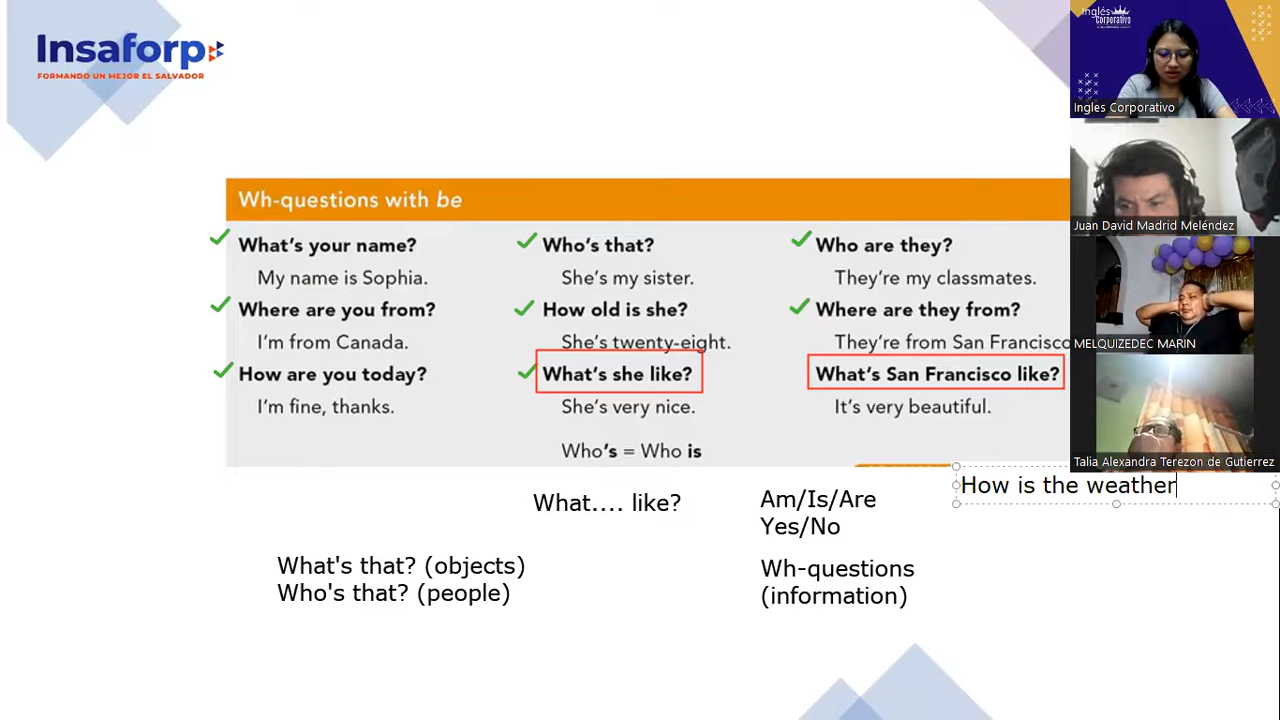 Insaforp
FORMANDO UN MEJOR EL SALVADOR
Wh-questions with be
What's your name?
My name is Sophia.
Where are you from?
I'm from Canada.
How are you today?
I'm fine, thanks.
Who's that?
She's my sister.
How old is she?
She's twenty-eight.
What's she like?
She's very nice.
Who's = Who is
Who are they?
They're my classmates.
Where are they from?
They're from San Francisco
What's San Francisco like?
It's very beautiful.
What.... like?
What's that? (objects)
Who's that? (people)
Am/Is/Are
Yes/No
Wh-questions
(information)
How is the weather
Inglés
Corporativo
Ingles Corporativo
Juan David Madrid Meléndez
MELQUIZEDEC MARIN
Talia Alexandra Terezon de Gutierrez